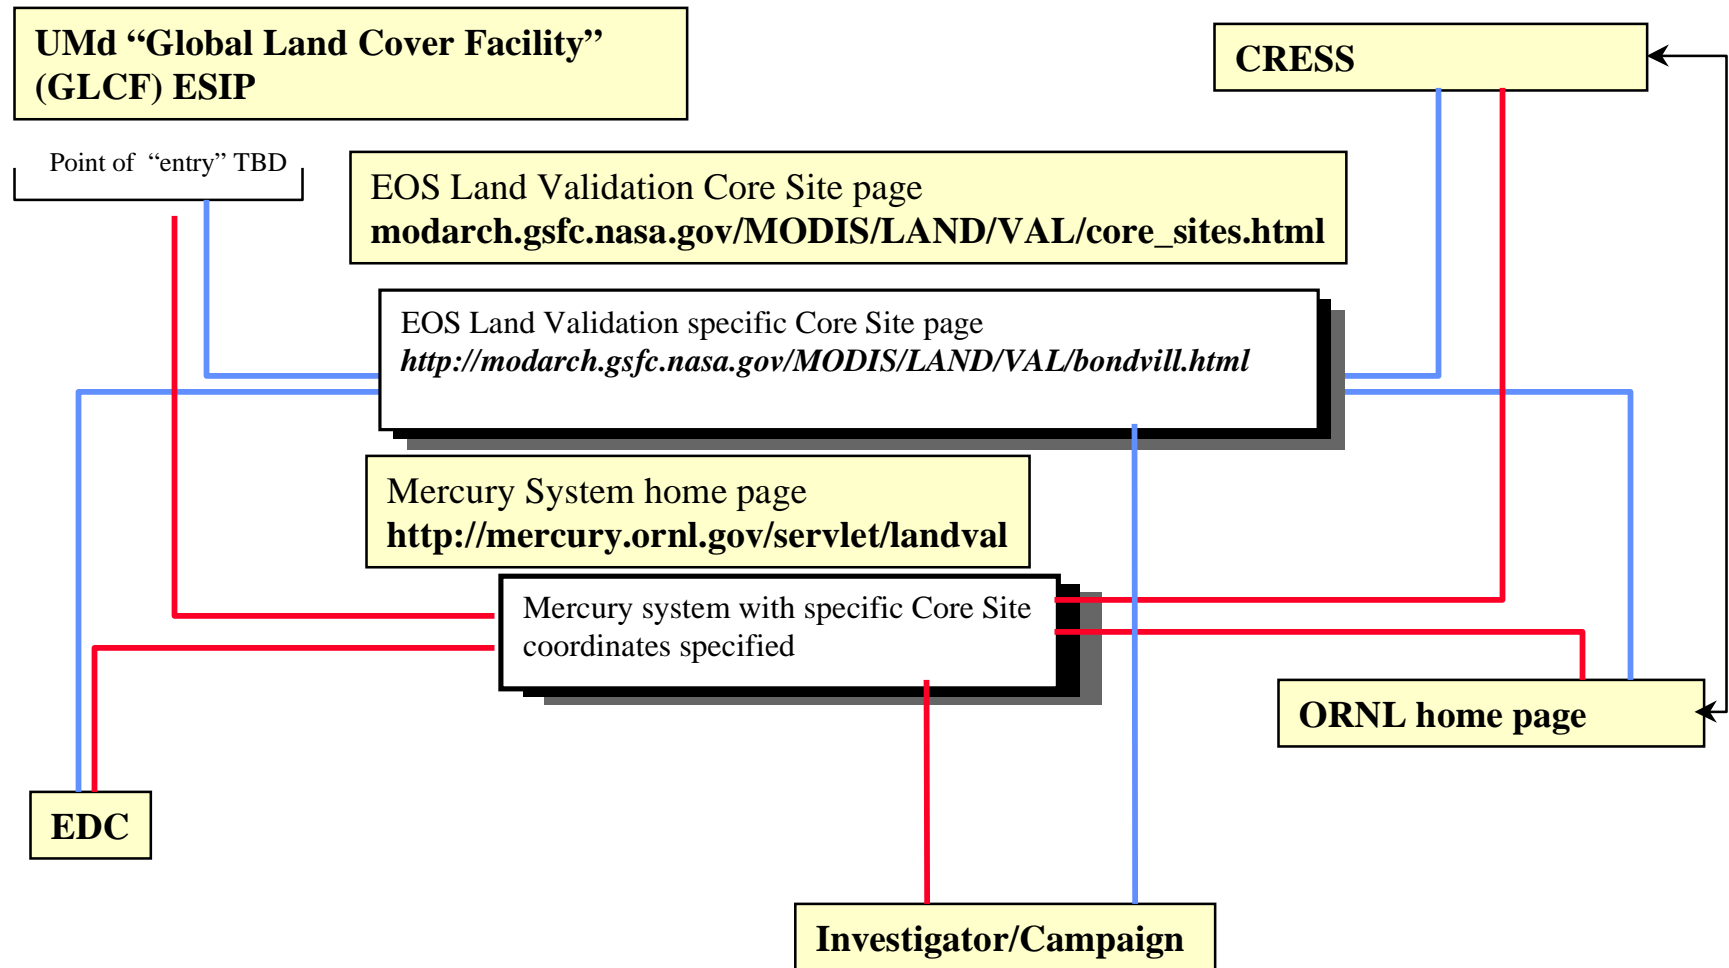 UMd “Global Land Cover Facility”
(GLCF) ESIP
CRESS
Point of “entry” TBD
EOS Land Validation Core Site page
modarch.gsfc.nasa.gov/MODIS/LAND/VAL/core_sites.html
EOS Land Validation specific Core Site page
http://modarch.gsfc.nasa.gov/MODIS/LAND/VAL/bondvill.html
Mercury System home page
http://mercury.ornl.gov/servlet/landval
Mercury system with specific Core Site
coordinates specified
ORNL home page
EDC
Investigator/Campaign